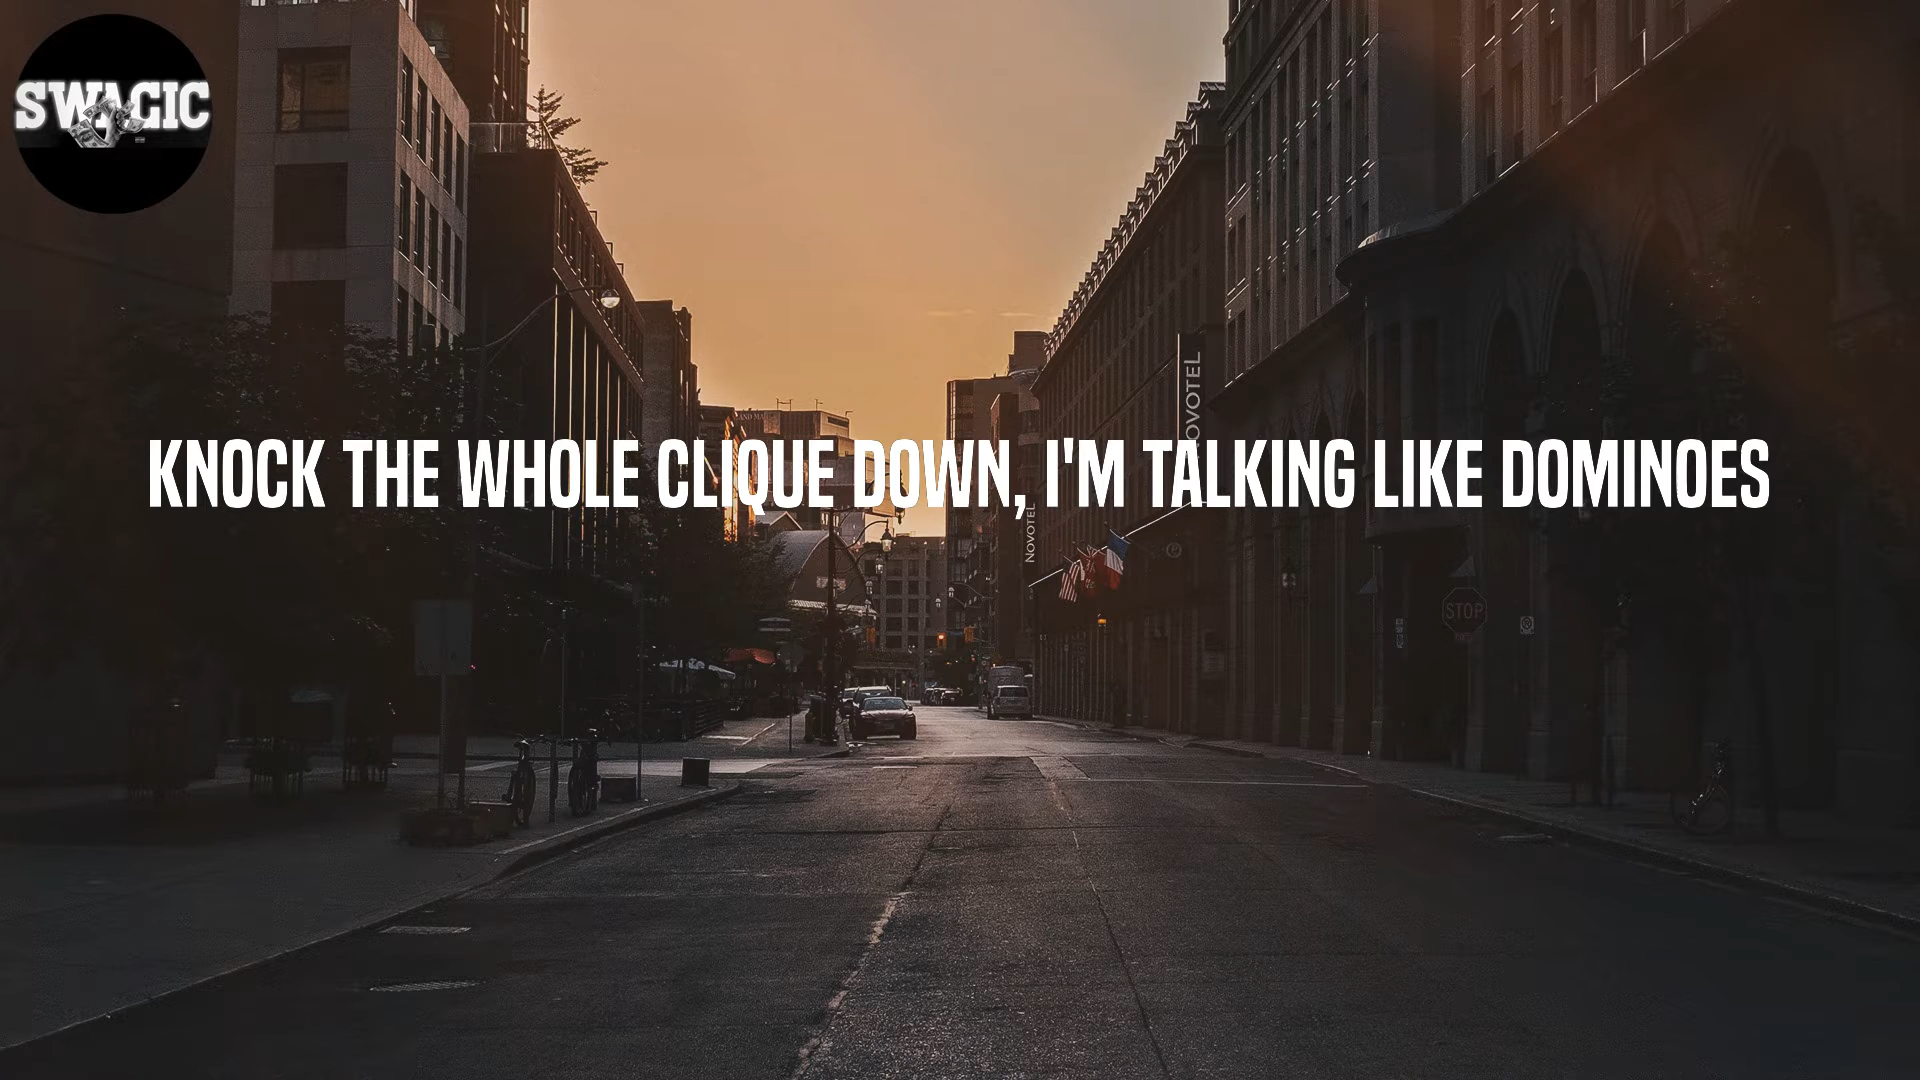 SWAGIC
KNOCK THE WHOLE CLIQUE DOWN, I'M TALKING LIKE DOMINOES
NOVOTEL
NOVOTEL
STOP